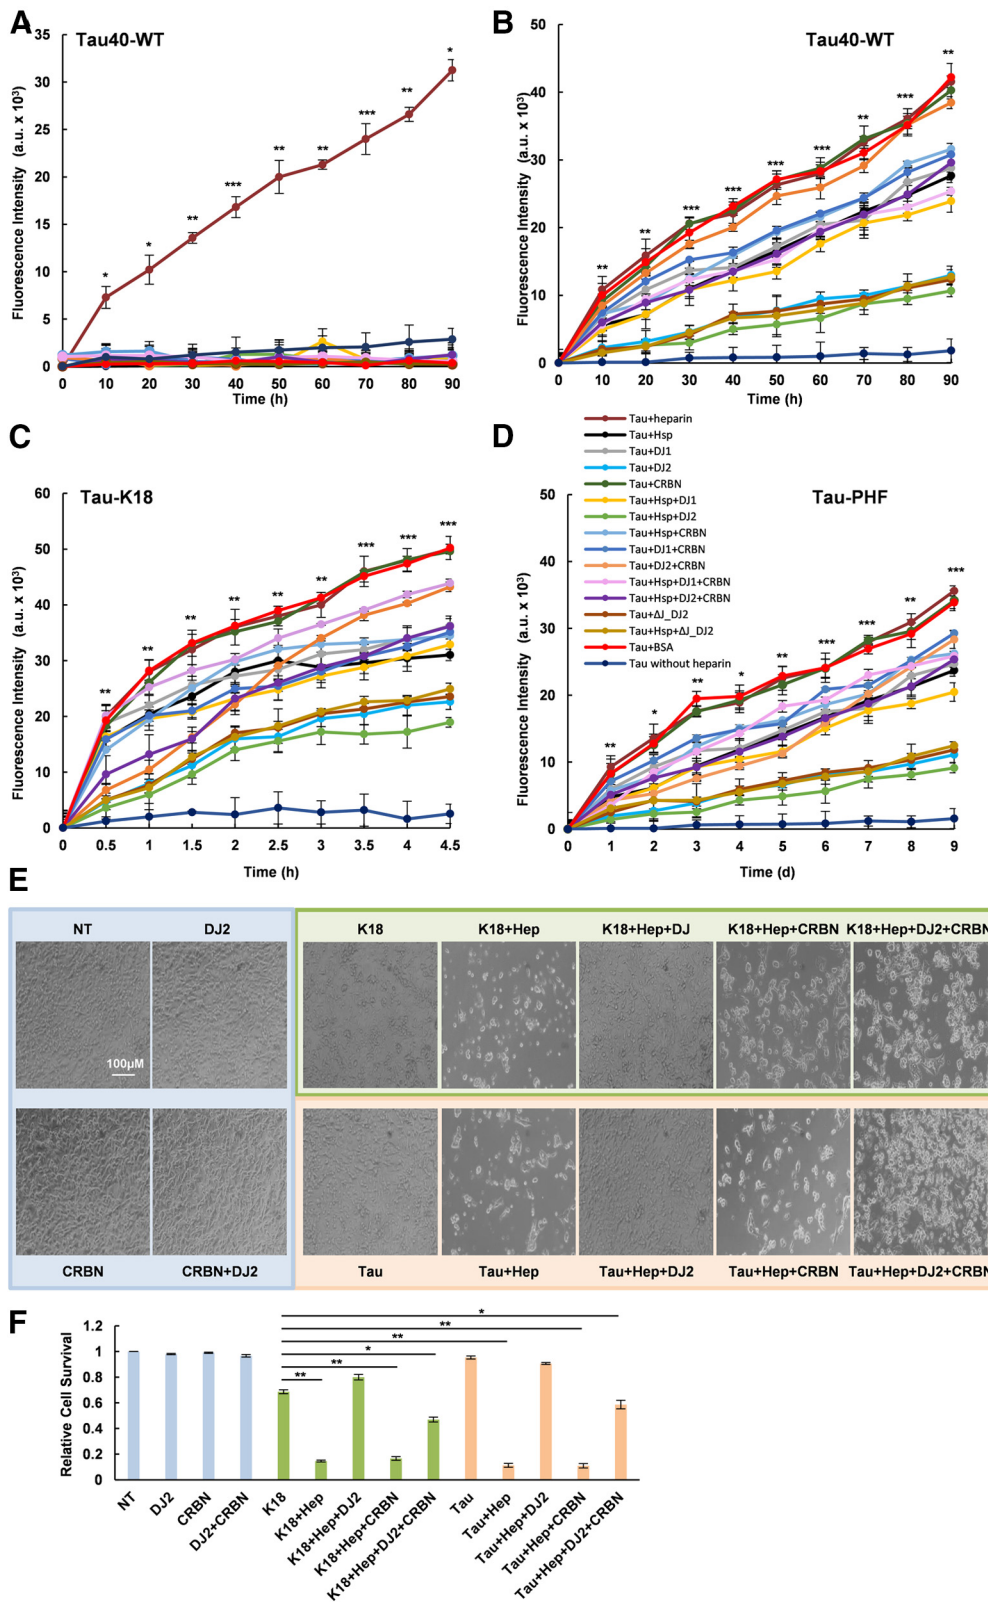 A
Tau40-WT
Fluorescence Intensity (a.u. x 10³)
35
30
25
20
15
10
5
0
* * ** *** ** ** *** ** *
0 10 20 30 40 50 60 70 80 90
Time (h)
B
Tau40-WT
Fluorescence Intensity (a.u. x 10³)
50
40
30
20
10
0
** ** *** *** *** *** ** *** **
0 10 20 30 40 50 60 70 80 90
Time (h)
C
Tau-K18
Fluorescence Intensity (a.u. x 10³)
60
50
40
30
20
10
0
** ** ** ** ** ** *** *** ***
0 0.5 1 1.5 2 2.5 3 3.5 4 4.5
Time (h)
D
Tau+heparin
Tau+Hsp
Tau+DJ1
Tau+DJ2
Tau+CRBN
Tau+Hsp+DJ1
Tau+Hsp+DJ2
Tau+Hsp+CRBN
Tau+DJ1+CRBN
Tau+DJ2+CRBN
Tau+Hsp+DJ1+CRBN
Tau+Hsp+DJ2+CRBN
Tau+ΔJ_DJ2
Tau+Hsp+ΔJ_DJ2
Tau+BSA
Tau without heparin
Tau-PHF
Fluorescence Intensity (a.u. x 10³)
50
40
30
20
10
0
** * ** * ** *** *** ** ***
0 1 2 3 4 5 6 7 8 9
Time (d)
E
NT DJ2 K18 K18+Hep K18+Hep+DJ K18+Hep+CRBN K18+Hep+DJ2+CRBN
100μM
CRBN CRBN+DJ2 Tau Tau+Hep Tau+Hep+DJ2 Tau+Hep+CRBN Tau+Hep+DJ2+CRBN
F
Relative Cell Survival
1.2
1
0.8
0.6
0.4
0.2
0
*
**
**
*
**
**
NT
DJ2
CRBN
DJ2+CRBN
K18
K18+Hep
K18+Hep+DJ2
K18+Hep+CRBN
K18+Hep+DJ2+CRBN
Tau
Tau+Hep
Tau+Hep+DJ2
Tau+Hep+CRBN
Tau+Hep+DJ2+CRBN